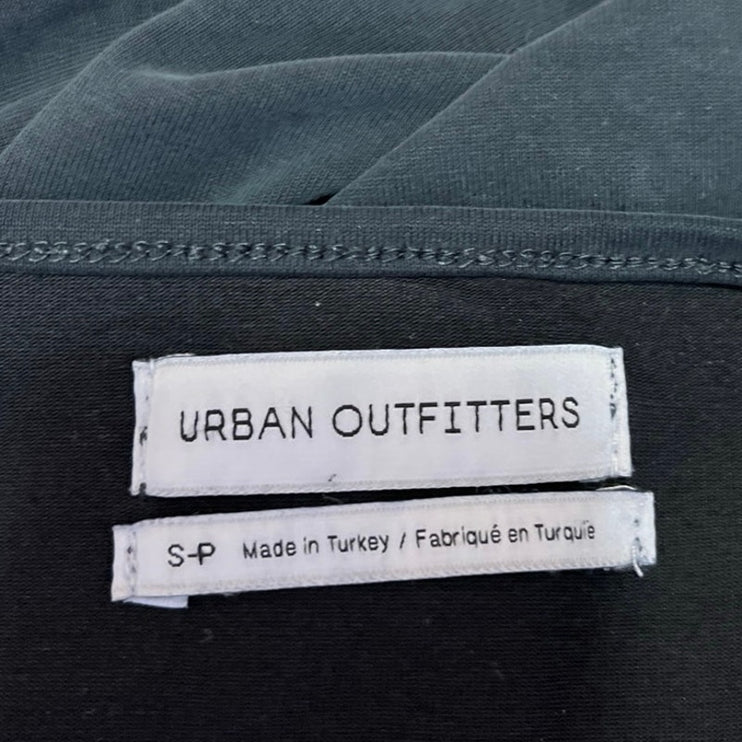 URBAN OUTFITTERS
S-P Made in Turkey / Fabriqué en Turquie